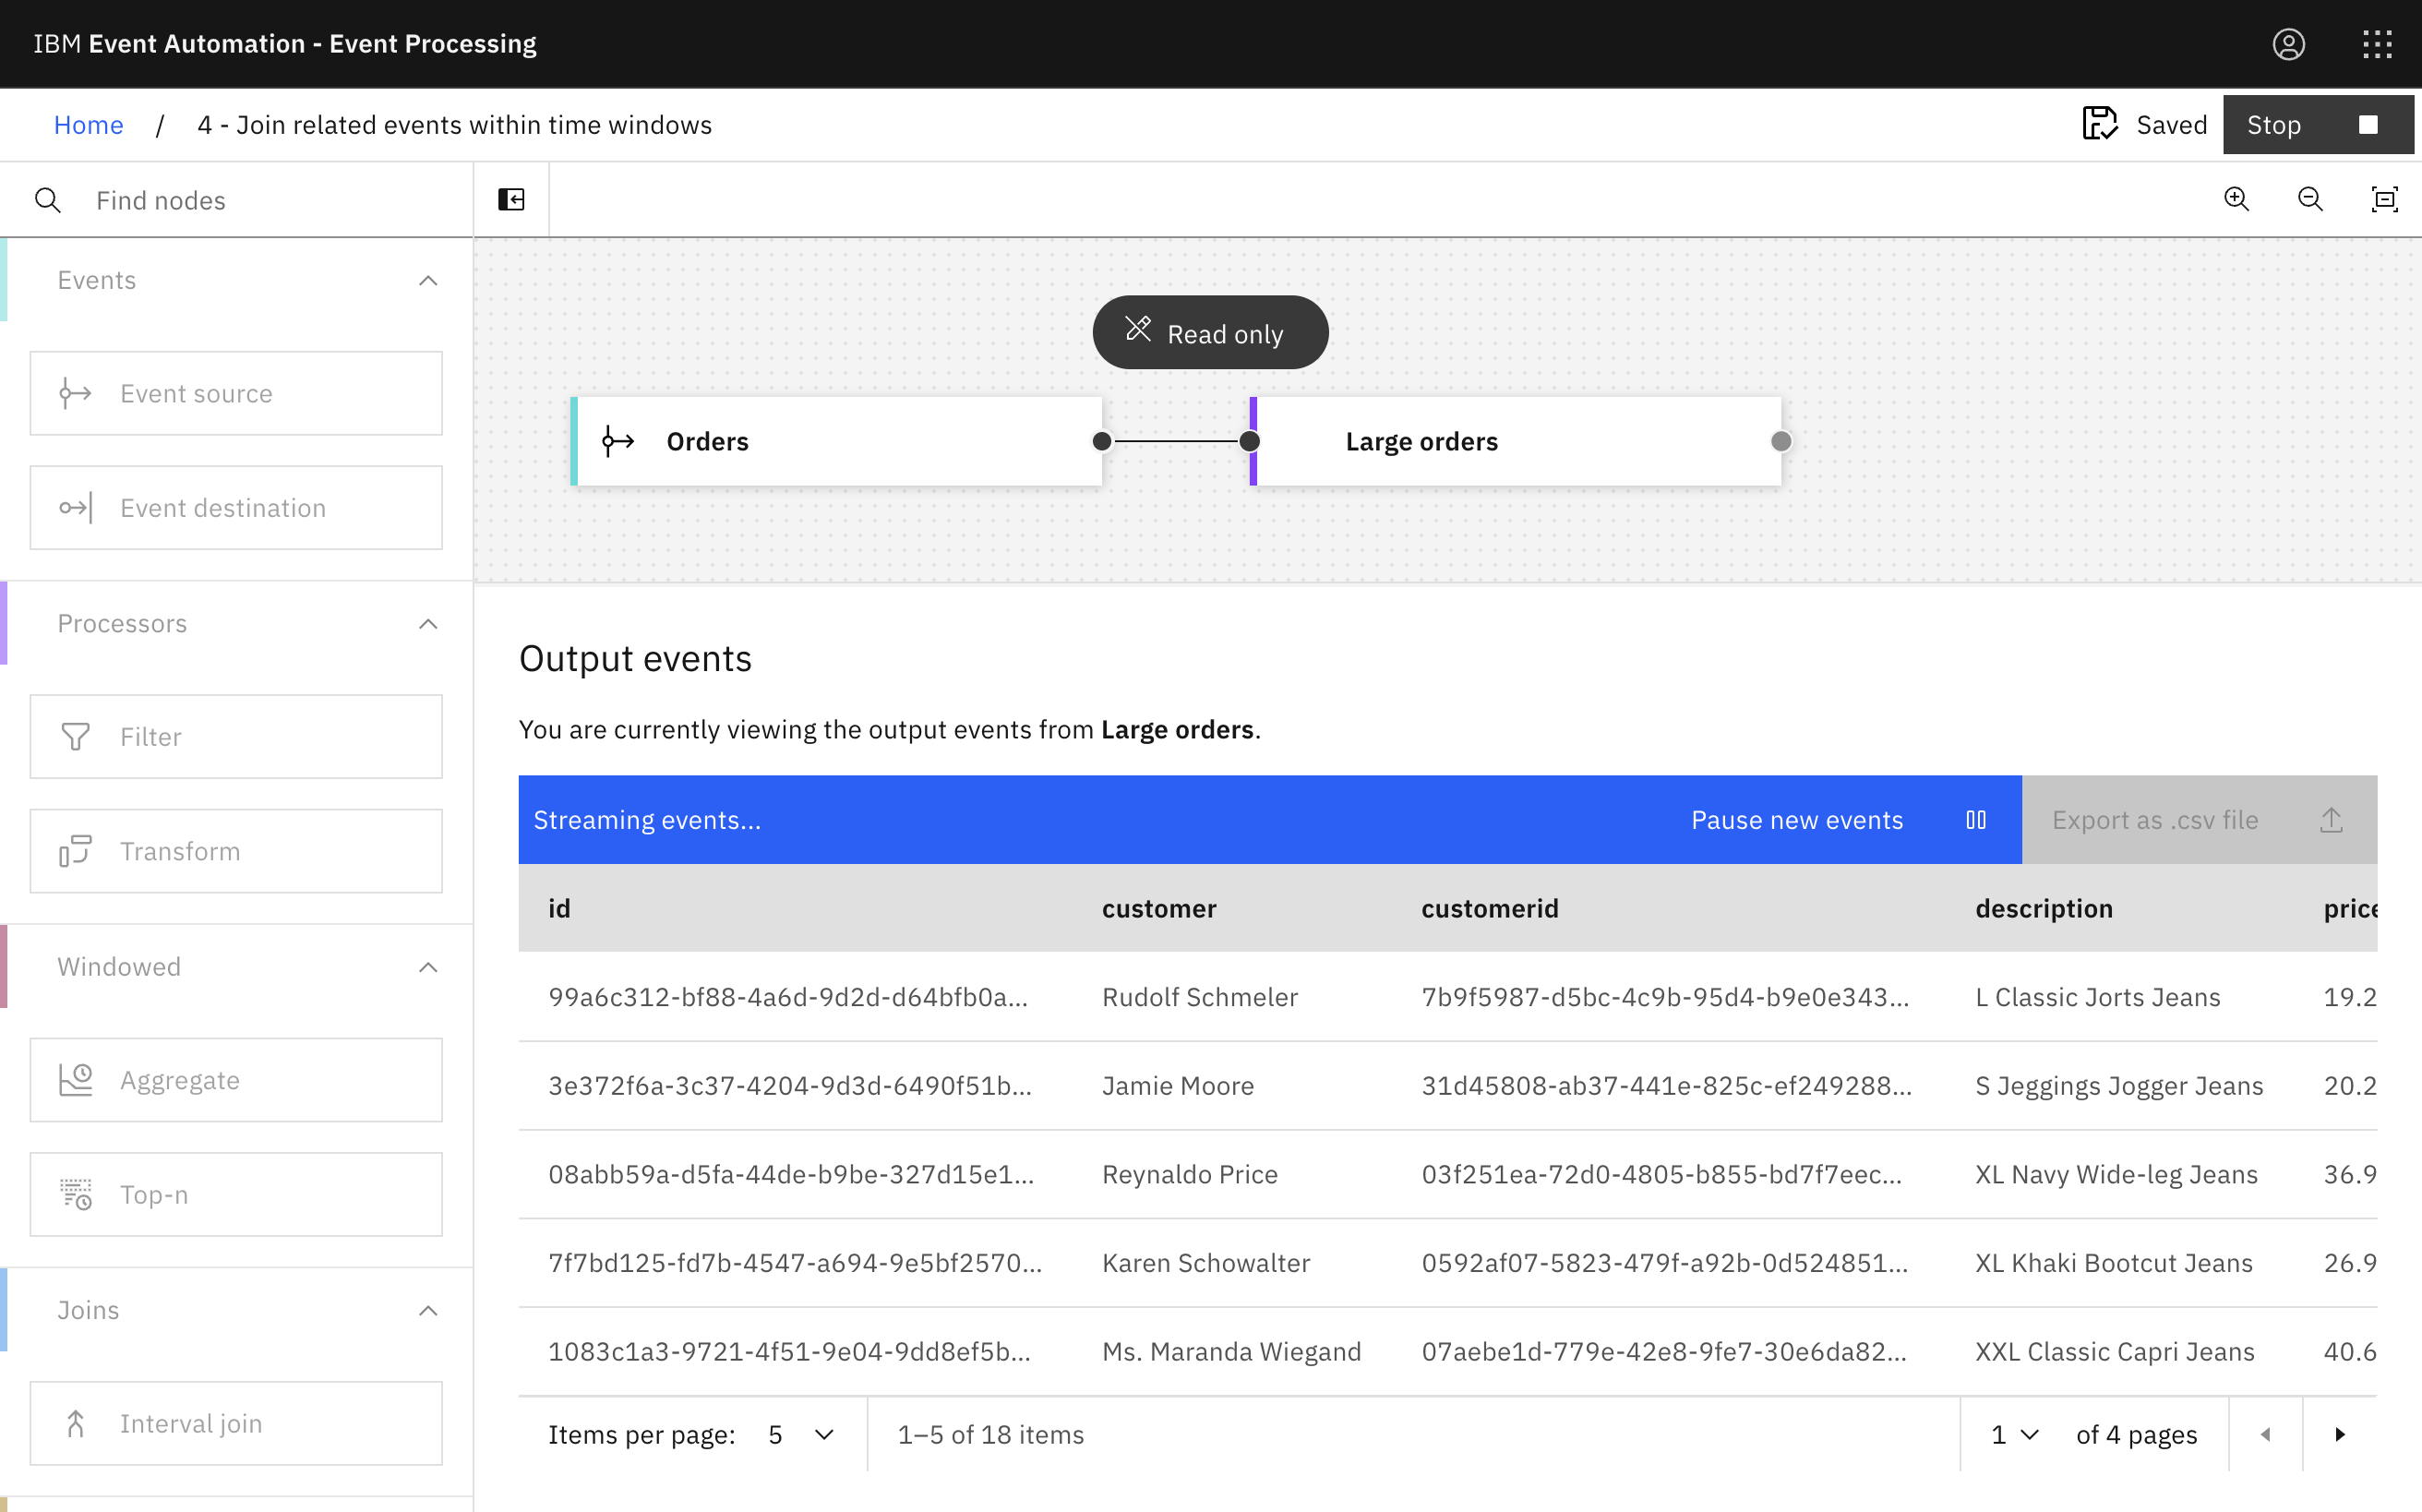 IBM Event Automation - Event Processing
Home / 4 - Join related events within time windows
Saved
Stop
Find nodes
Events
Event source
Event destination
Processors
Filter
Transform
Windowed
Aggregate
Top-n
Joins
Interval join
Read only
Orders
Large orders
Output events
You are currently viewing the output events from Large orders.
Streaming events...
Pause new events
Export as .csv file
id customer customerid description price
99a6c312-bf88-4a6d-9d2d-d64bfb0a... Rudolf Schmeler 7b9f5987-d5bc-4c9b-95d4-b9e0e343... L Classic Jorts Jeans 19.2
3e372f6a-3c37-4204-9d3d-6490f51b... Jamie Moore 31d45808-ab37-441e-825c-ef249288... S Jeggings Jogger Jeans 20.2
08abb59a-d5fa-44de-b9be-327d15e1... Reynaldo Price 03f251ea-72d0-4805-b855-bd7f7eec... XL Navy Wide-leg Jeans 36.9
7f7bd125-fd7b-4547-a694-9e5bf2570... Karen Schowalter 0592af07-5823-479f-a92b-0d524851... XL Khaki Bootcut Jeans 26.9
1083c1a3-9721-4f51-9e04-9dd8ef5b... Ms. Maranda Wiegand 07aebe1d-779e-42e8-9fe7-30e6da82... XXL Classic Capri Jeans 40.6
Items per page: 5 1–5 of 18 items 1 of 4 pages